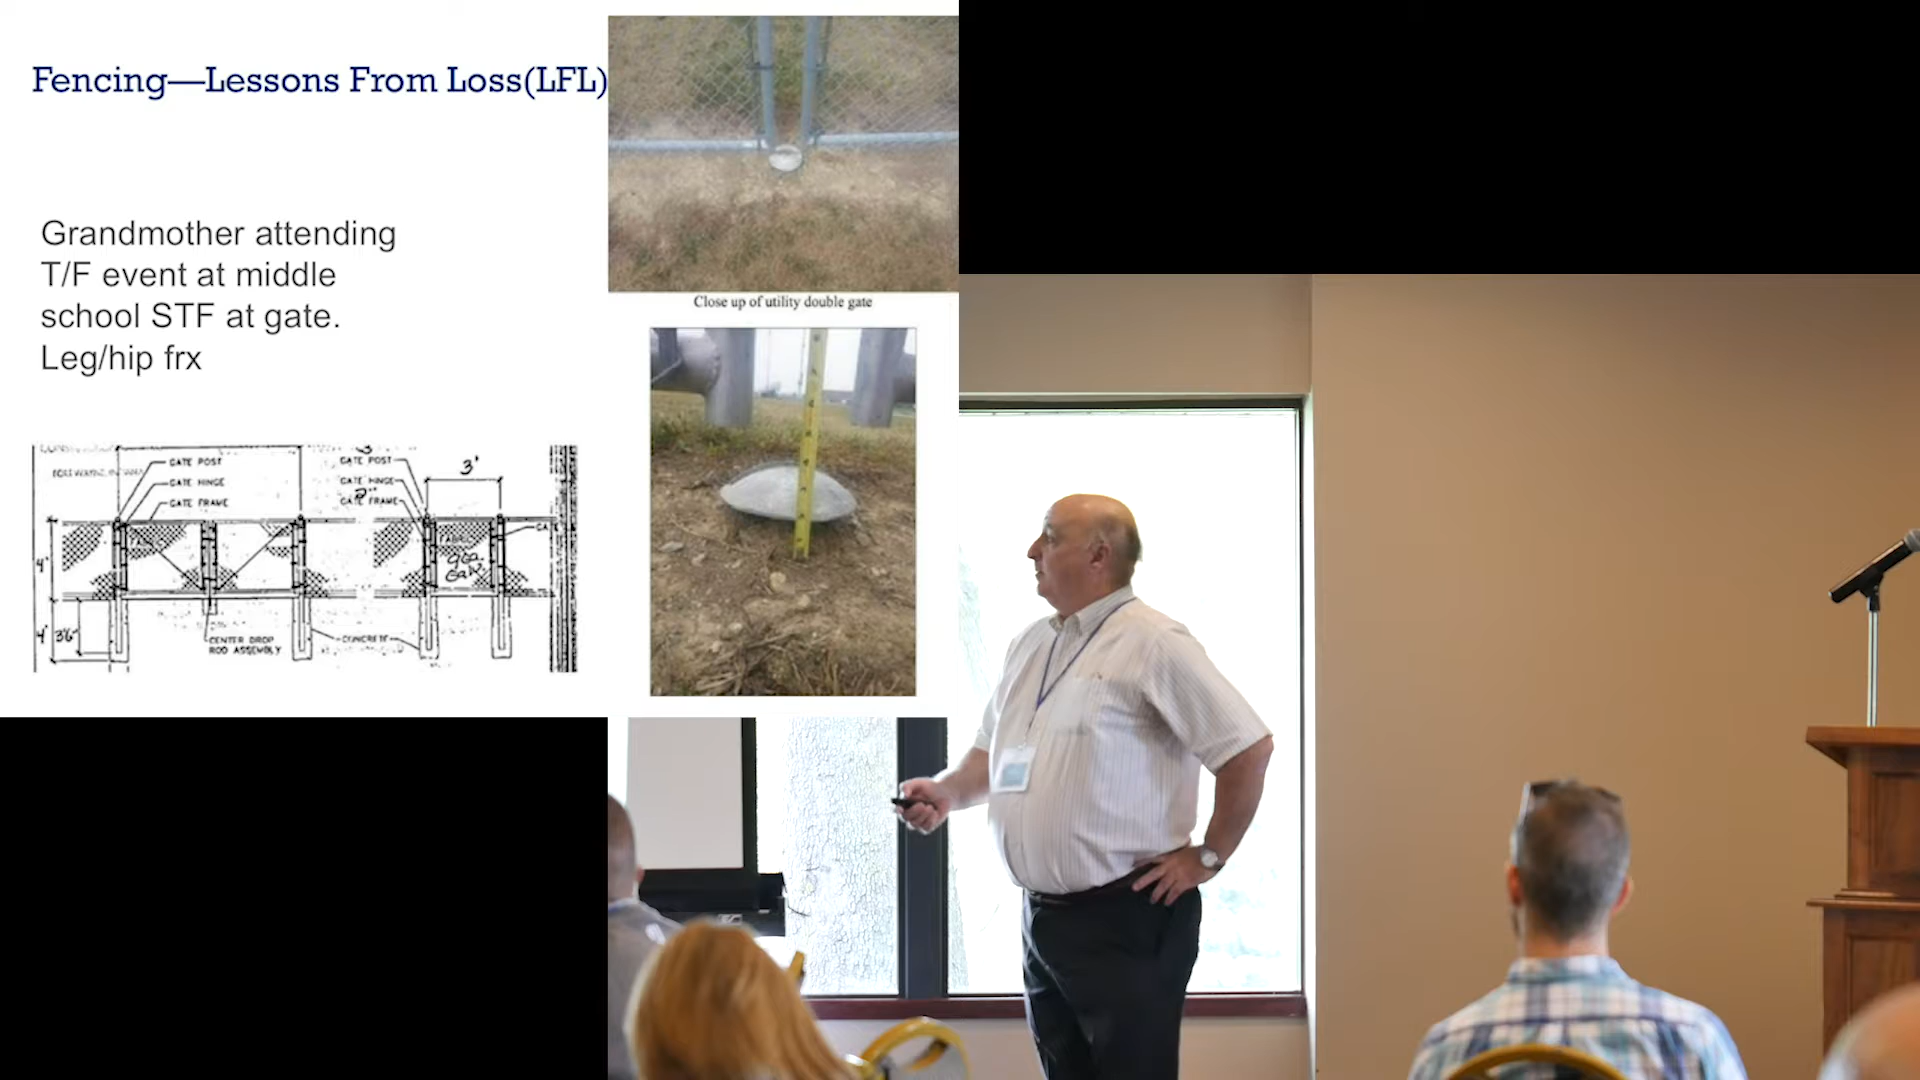 Fencing—Lessons From Loss(LFL)
Grandmother attending
T/F event at middle
school STF at gate.
Leg/hip frx
Close up of utility double gate
GATE POST
GATE HINGE
GATE FRAME
GATE POST
GATE HINGE
GATE FRAME
3'
4'
4'
3'6"
CENTER DROP
ROD ASSEMBLY
CONCRETE